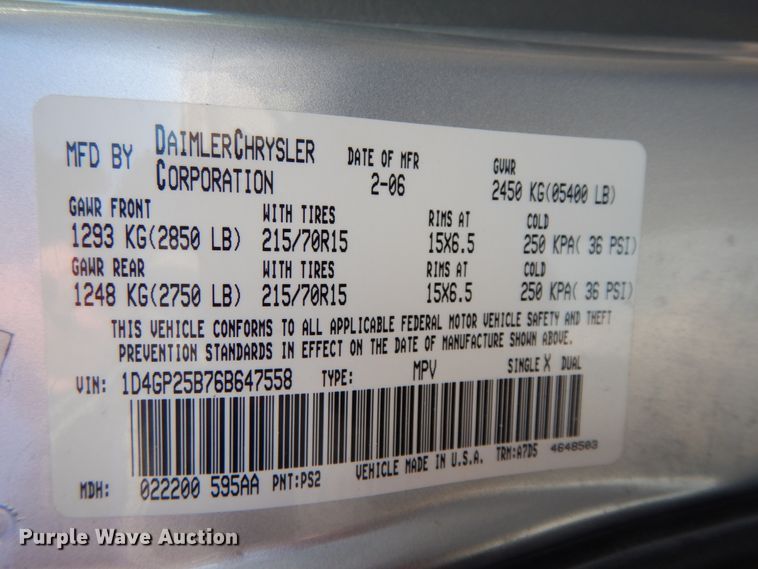 MFD BY DAIMLERCHRYSLER CORPORATION DATE OF MFR 2-06 GVWR 2450 KG(05400 LB)
GAWR FRONT WITH TIRES RIMS AT COLD
1293 KG(2850 LB) 215/70R15 15X6.5 250 KPA( 36 PSI)
GAWR REAR WITH TIRES RIMS AT COLD
1248 KG(2750 LB) 215/70R15 15X6.5 250 KPA( 36 PSI)
THIS VEHICLE CONFORMS TO ALL APPLICABLE FEDERAL MOTOR VEHICLE SAFETY AND THEFT
PREVENTION STANDARDS IN EFFECT ON THE DATE OF MANUFACTURE SHOWN ABOVE.
VIN: 1D4GP25B76B647558 TYPE: MPV SINGLE X DUAL
MDH: 022200 595AA PNT:PS2 VEHICLE MADE IN U.S.A. TRM:A7D5 4648503
Purple Wave Auction